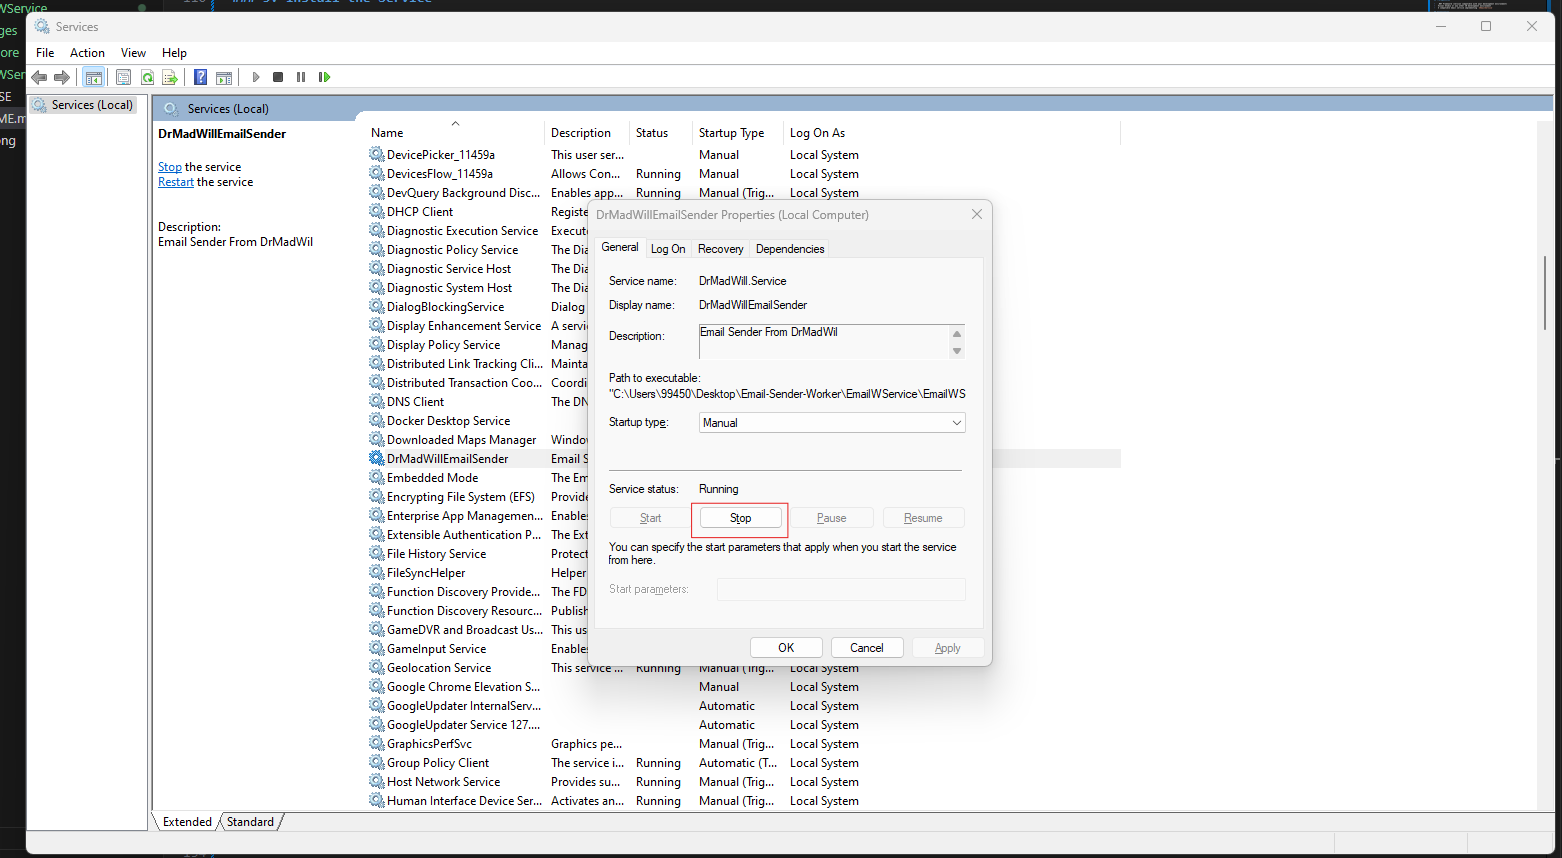 WService
ges
ore
WSer
SE
ME.m
ong
Services
File Action View Help
Services (Local)
Services (Local)
DrMadWillEmailSender
Stop the service
Restart the service
Description:
Email Sender From DrMadWil
Name Description Status Startup Type Log On As
DevicePicker_11459a This user ser... Manual Local System
DevicesFlow_11459a Allows Con... Running Manual Local System
DevQuery Background Disc... Enables app... Running Manual (Trig... Local System
DHCP Client Registe
Diagnostic Execution Service Execute
Diagnostic Policy Service The Dia
Diagnostic Service Host The Dia
Diagnostic System Host The Dia
DialogBlockingService Dialog
Display Enhancement Service A servi
Display Policy Service Manag
Distributed Link Tracking Cli... Mainta
Distributed Transaction Coo... Coordi
DNS Client The DN
Docker Desktop Service
Downloaded Maps Manager Windo
DrMadWillEmailSender Email S
Embedded Mode The Em
Encrypting File System (EFS) Provide
Enterprise App Managemen... Enables
Extensible Authentication P... The Ext
File History Service Protect
FileSyncHelper Helper
Function Discovery Provide... The FD
Function Discovery Resourc... Publish
GameDVR and Broadcast Us... This us
GameInput Service Enables
Geolocation Service This service ... Running Manual (Trig... Local System
Google Chrome Elevation S... Manual Local System
GoogleUpdater InternalServ... Automatic Local System
GoogleUpdater Service 127.... Automatic Local System
GraphicsPerfSvc Graphics pe... Manual (Trig... Local System
Group Policy Client The service i... Running Automatic (T... Local System
Host Network Service Provides su... Running Manual (Trig... Local System
Human Interface Device Ser... Activates an... Running Manual (Trig... Local System
Extended Standard
DrMadWillEmailSender Properties (Local Computer)
General Log On Recovery Dependencies
Service name: DrMadWill.Service
Display name: DrMadWillEmailSender
Description: Email Sender From DrMadWil
Path to executable:
"C:\Users\99450\Desktop\Email-Sender-Worker\EmailWService\EmailWS
Startup type: Manual
Service status: Running
Start Stop Pause Resume
You can specify the start parameters that apply when you start the service
from here.
Start parameters:
OK Cancel Apply